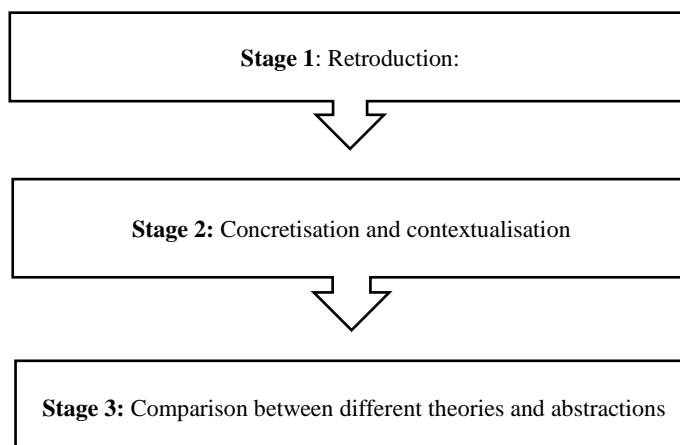 Stage 1: Retroduction:
Stage 2: Concretisation and contextualisation
Stage 3: Comparison between different theories and abstractions